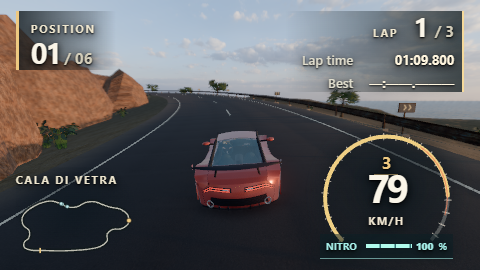 POSITION
01 / 06
LAP 1 / 3
Lap time 01:09.800
Best --:--.---
CALA DI VETRA
3
79
KM/H
NITRO 100 %